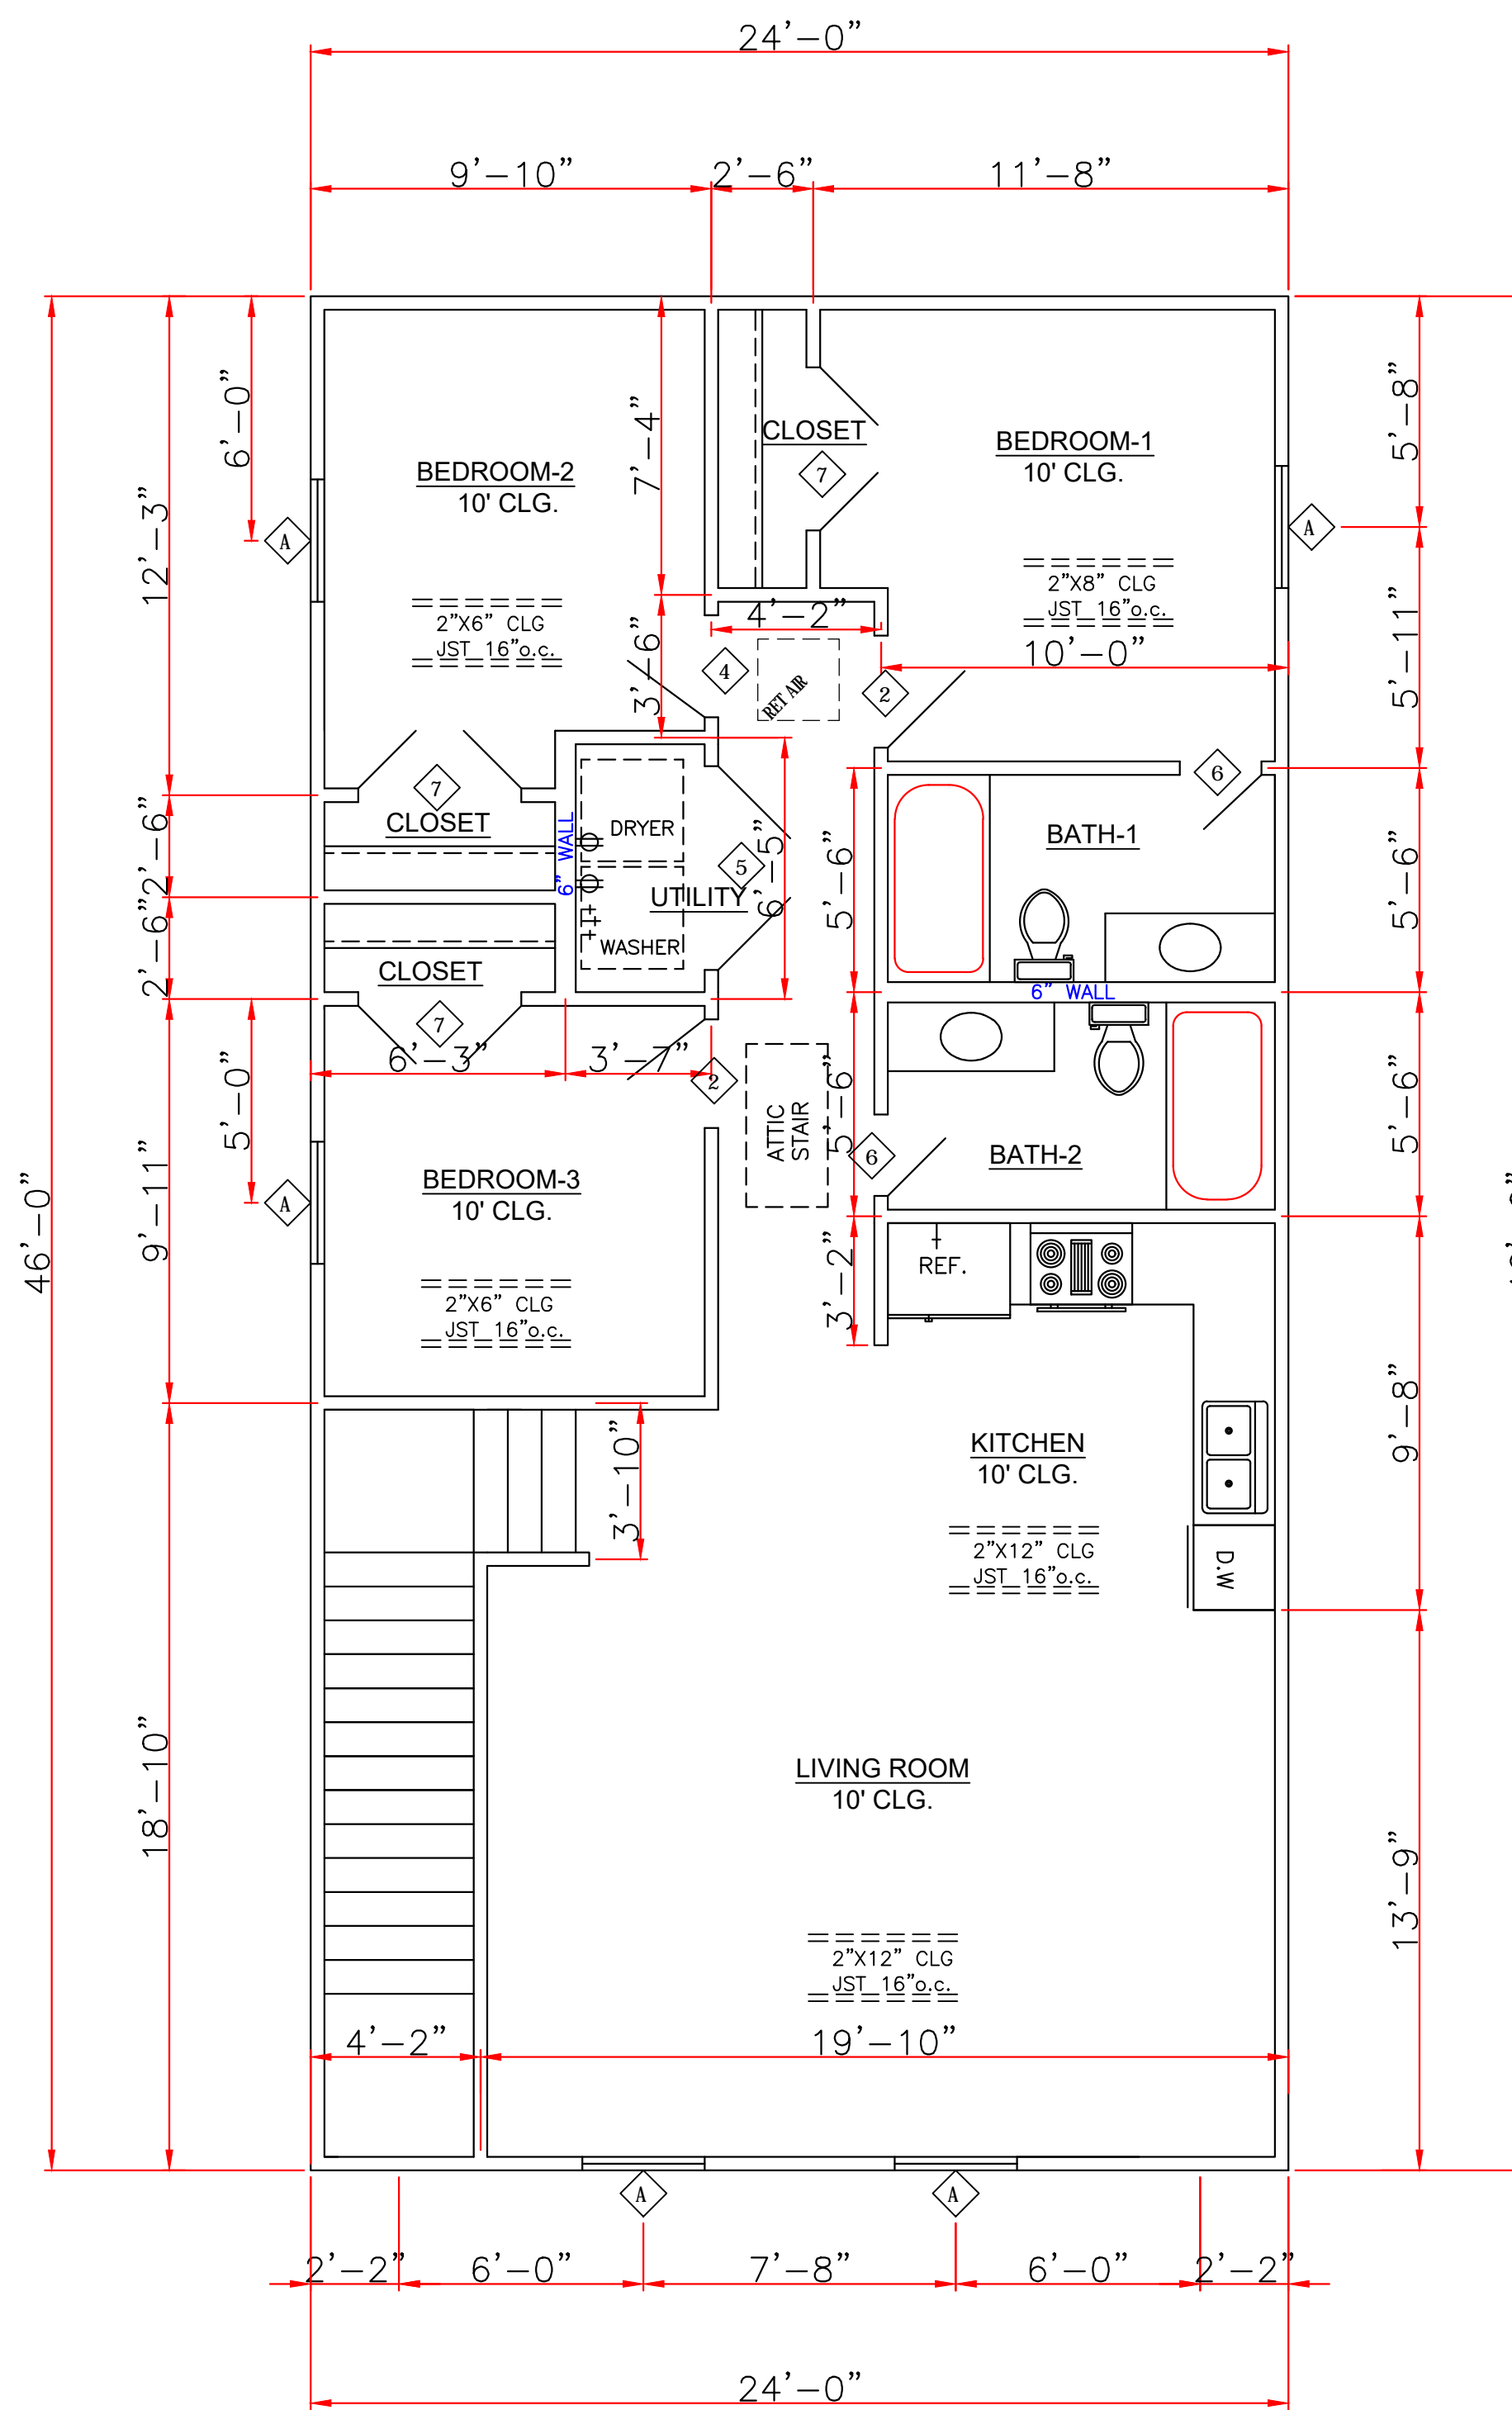 24'-0"
9'-10"
2'-6"
11'-8"
6'-0"
12'-3"
7'-4"
5'-8"
CLOSET
7
BEDROOM-1
10' CLG.
BEDROOM-2
10' CLG.
A
A
2"X8" CLG
JST 16"o.c.
2"X6" CLG
JST 16"o.c.
4'-2"
3'-6"
10'-0"
5'-11"
4
RET AIR
2
6
7
CLOSET
2'-6"
6" WALL
DRYER
5
6'-5"
5'-6"
BATH-1
5'-6"
UTILITY
WASHER
2'-6"
CLOSET
7
6" WALL
6'-3"
3'-7"
2
5'-0"
ATTIC
STAIR
5'-6"
6
BATH-2
5'-6"
9'-11"
BEDROOM-3
10' CLG.
A
46'-0"
3'-2"
REF.
2"X6" CLG
JST 16"o.c.
9'-8"
3'-10"
KITCHEN
10' CLG.
2"X12" CLG
JST 16"o.c.
D.W
18'-10"
LIVING ROOM
10' CLG.
13'-9"
2"X12" CLG
JST 16"o.c.
4'-2"
19'-10"
A
A
2'-2"
6'-0"
7'-8"
6'-0"
2'-2"
24'-0"